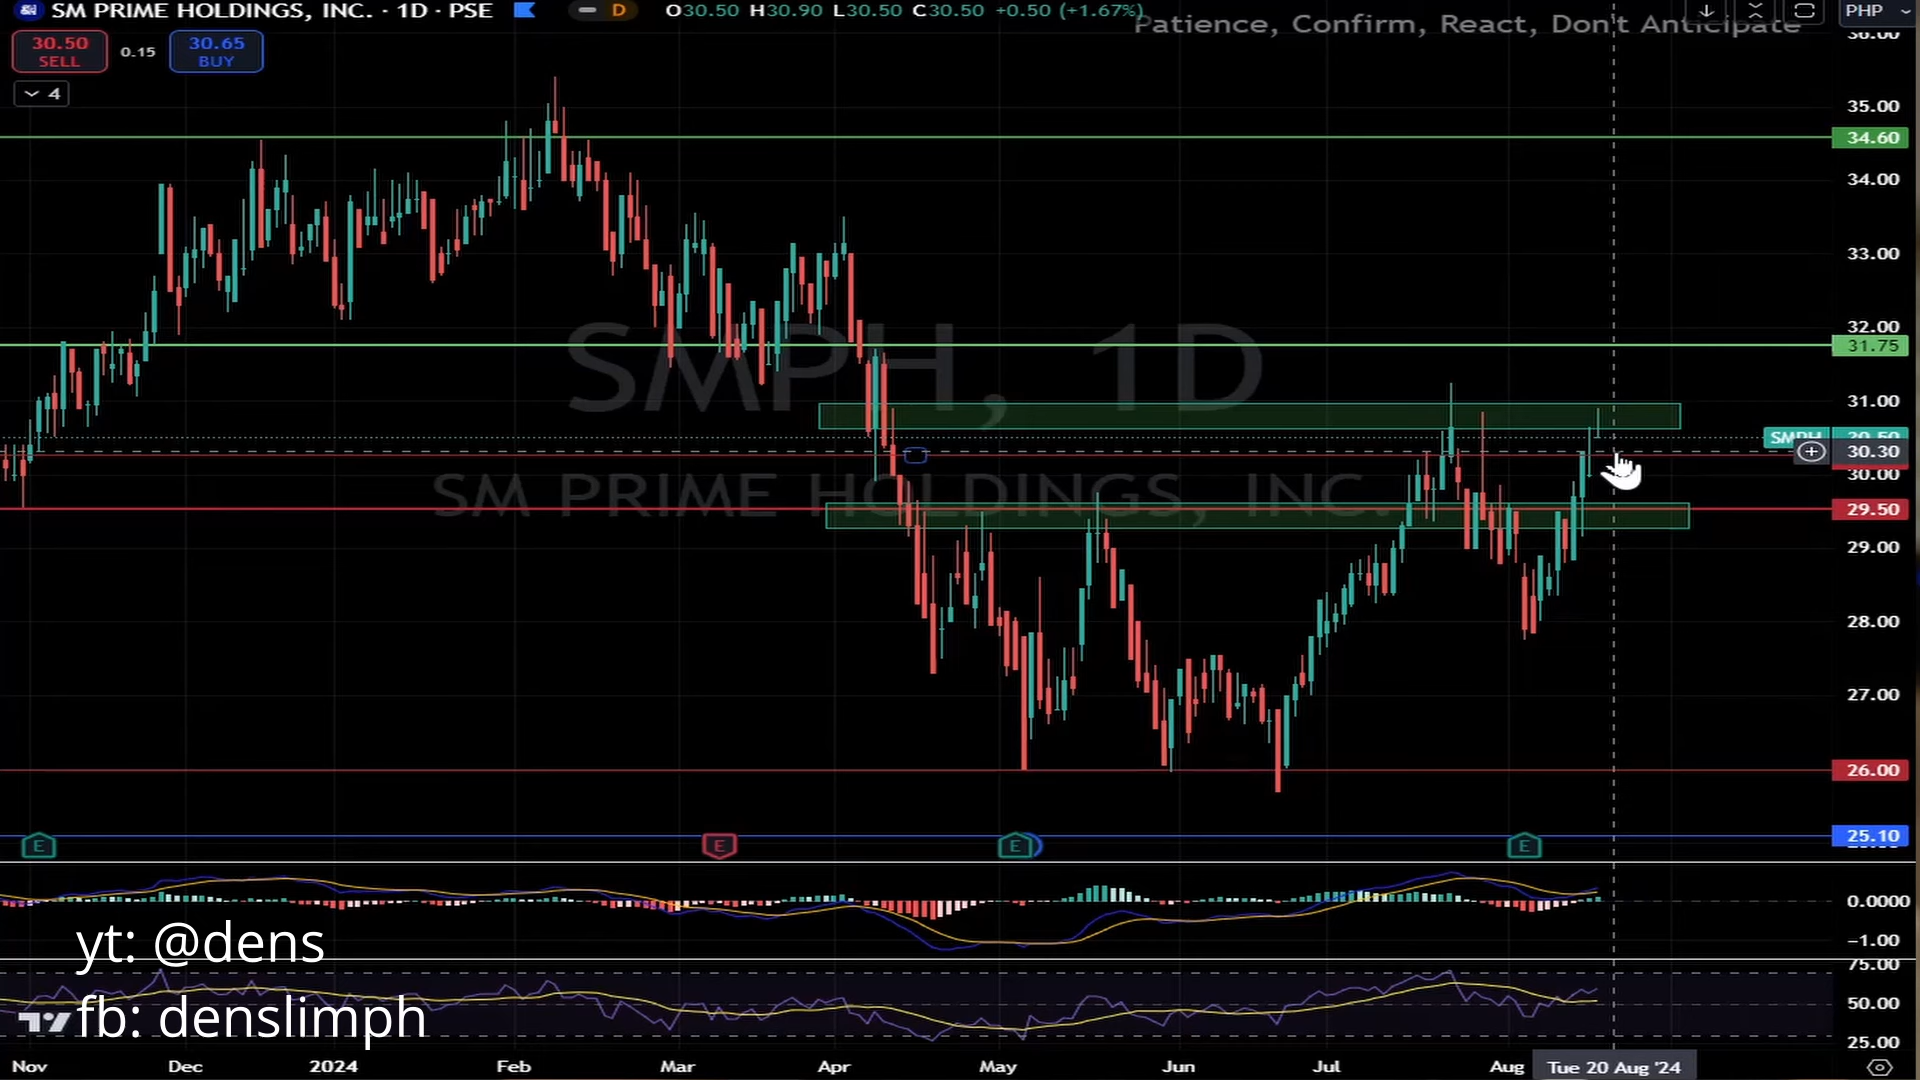 SM PRIME HOLDINGS, INC. · 1D · PSE D O30.50 H30.90 L30.50 C30.50 +0.50 (+1.67%)
Patience, Confirm, React, Don't Anticipate
PHP
30.50
SELL
0.15
30.65
BUY
4
36.00
35.00
34.60
34.00
33.00
32.00
31.75
31.00
SMPH 30.50
30.30
30.00
29.50
29.00
28.00
27.00
26.00
25.10
SMPH, 1D
SM PRIME HOLDINGS, INC.
E
E
E
E
0.0000
−1.00
75.00
50.00
25.00
yt: @dens
fb: denslimph
Nov Dec 2024 Feb Mar Apr May Jun Jul Aug Tue 20 Aug '24